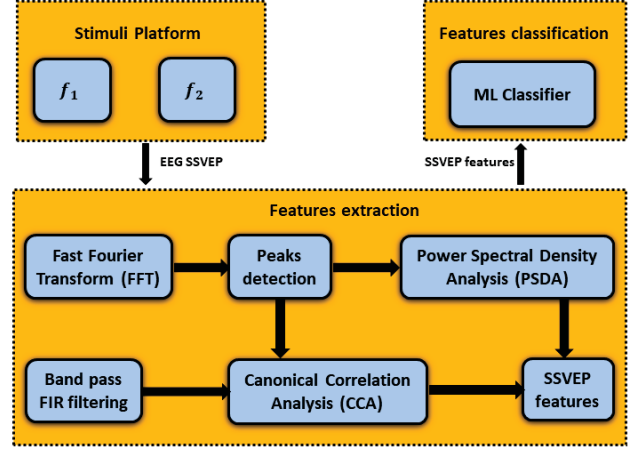 Stimuli Platform
f₁
f₂
Features classification
ML Classifier
EEG SSVEP
SSVEP features
Features extraction
Fast Fourier
Transform (FFT)
Peaks
detection
Power Spectral Density
Analysis (PSDA)
Band pass
FIR filtering
Canonical Correlation
Analysis (CCA)
SSVEP
features